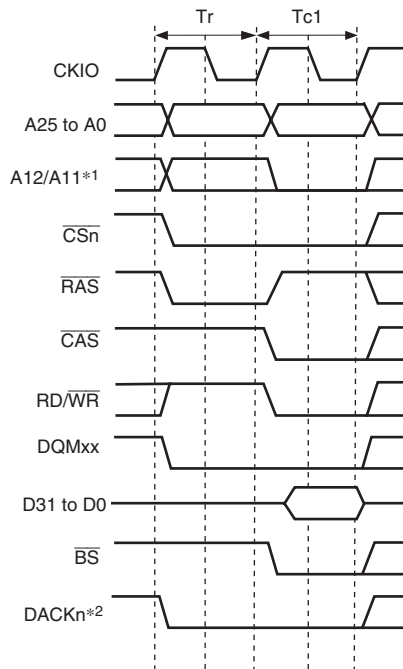 Tr Tc1
CKIO
A25 to A0
A12/A11*1
CSn
RAS
CAS
RD/WR
DQMxx
D31 to D0
BS
DACKn*2